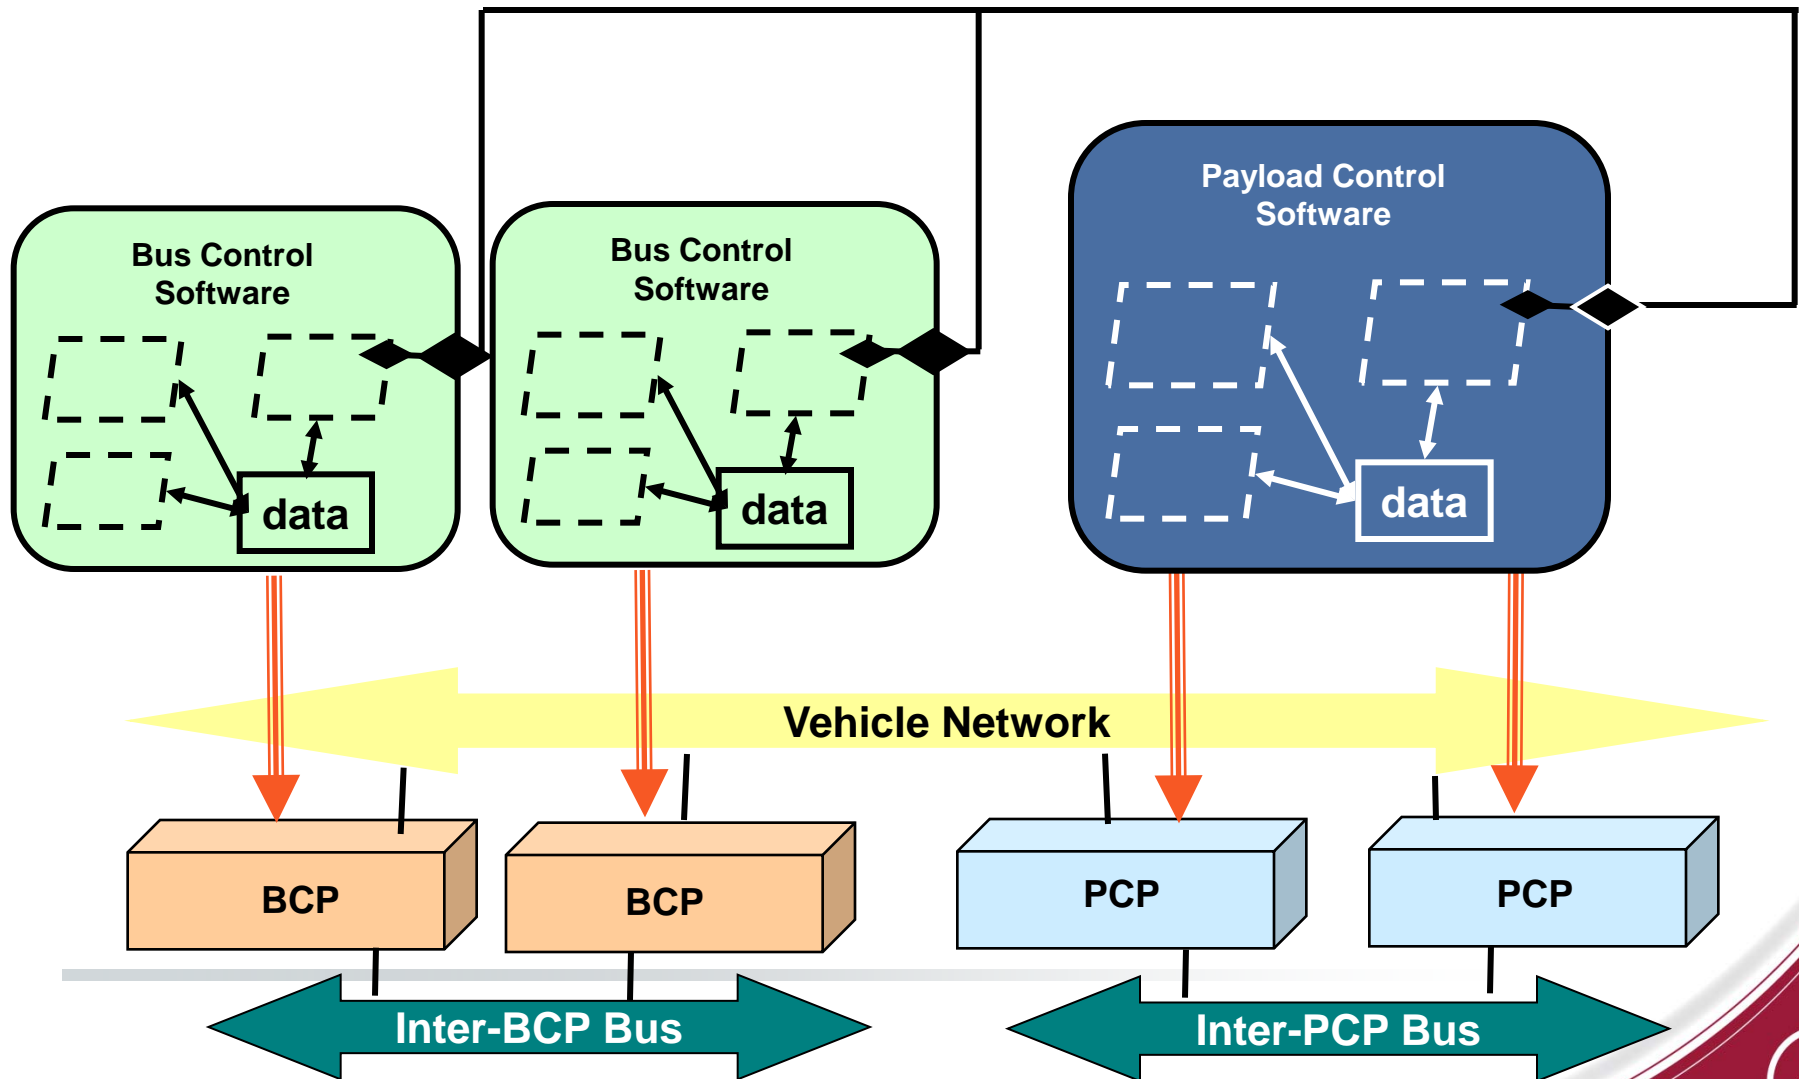 Payload Control
Software
Bus Control
Software
Bus Control
Software
data
data
data
Vehicle Network
BCP
BCP
PCP
PCP
Inter-BCP Bus
Inter-PCP Bus